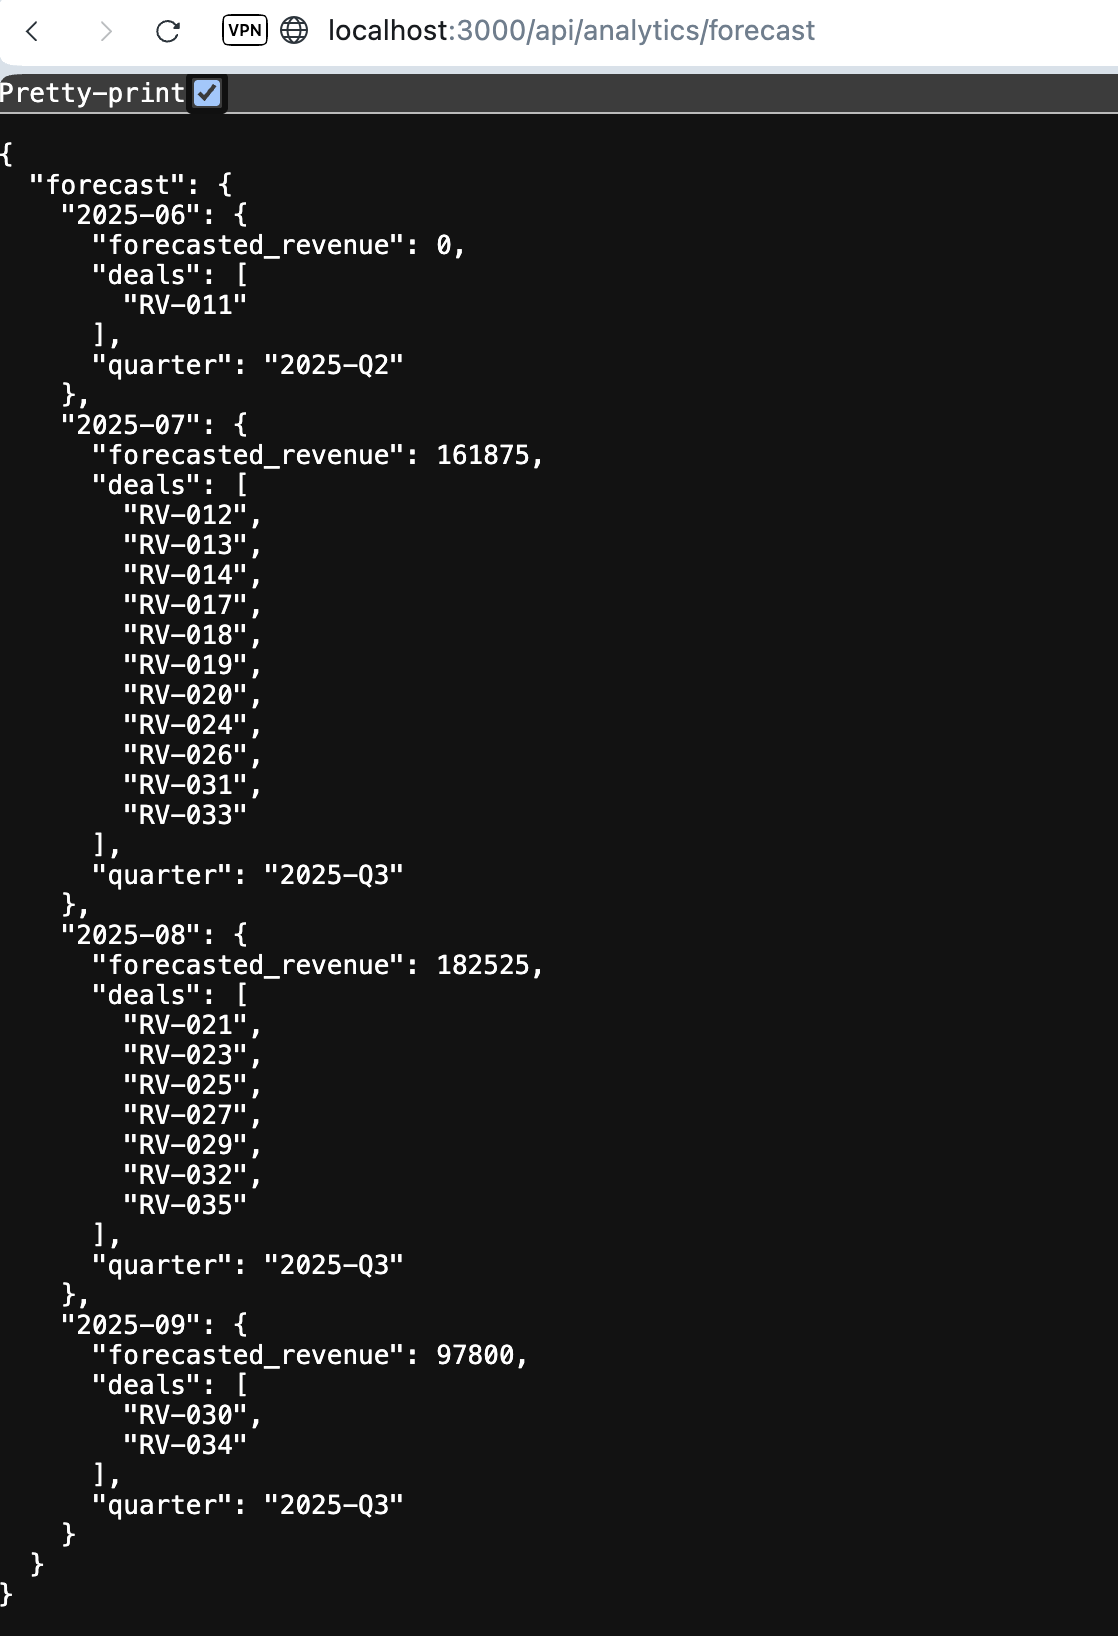 VPN localhost:3000/api/analytics/forecast
Pretty-print
{
  "forecast": {
    "2025-06": {
      "forecasted_revenue": 0,
      "deals": [
        "RV-011"
      ],
      "quarter": "2025-Q2"
    },
    "2025-07": {
      "forecasted_revenue": 161875,
      "deals": [
        "RV-012",
        "RV-013",
        "RV-014",
        "RV-017",
        "RV-018",
        "RV-019",
        "RV-020",
        "RV-024",
        "RV-026",
        "RV-031",
        "RV-033"
      ],
      "quarter": "2025-Q3"
    },
    "2025-08": {
      "forecasted_revenue": 182525,
      "deals": [
        "RV-021",
        "RV-023",
        "RV-025",
        "RV-027",
        "RV-029",
        "RV-032",
        "RV-035"
      ],
      "quarter": "2025-Q3"
    },
    "2025-09": {
      "forecasted_revenue": 97800,
      "deals": [
        "RV-030",
        "RV-034"
      ],
      "quarter": "2025-Q3"
    }
  }
}